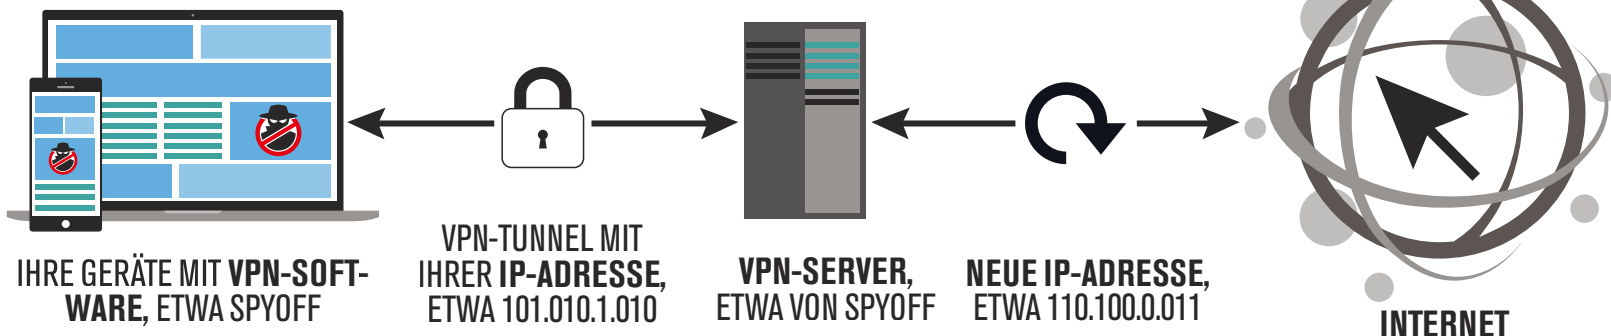 IHRE GERÄTE MIT VPN-SOFT-
WARE, ETWA SPYOFF
VPN-TUNNEL MIT
IHRER IP-ADRESSE,
ETWA 101.010.1.010
VPN-SERVER,
ETWA VON SPYOFF
NEUE IP-ADRESSE,
ETWA 110.100.0.011
INTERNET